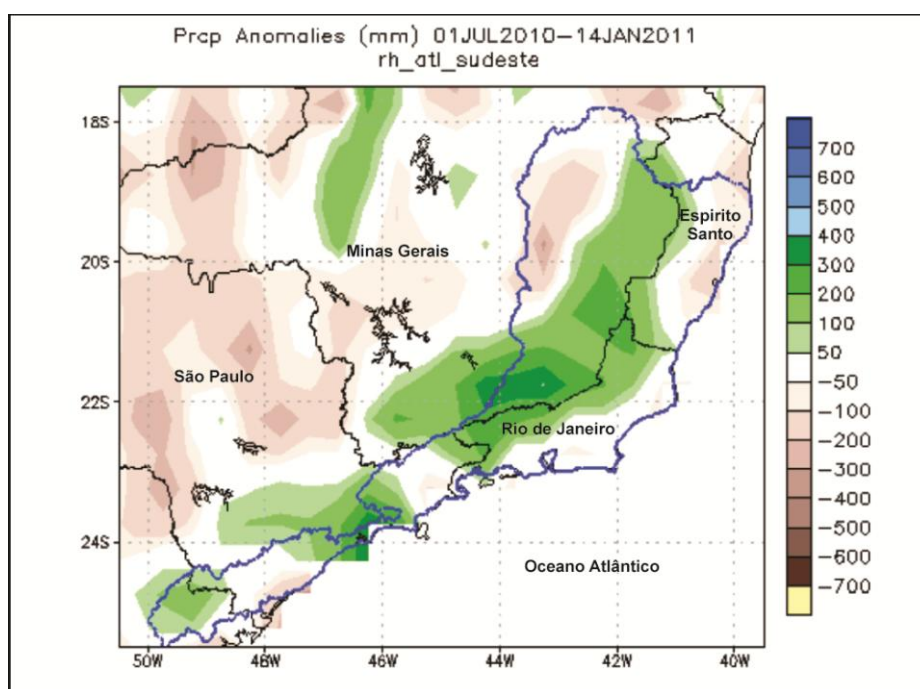 Prcp Anomalies (mm) 01JUL2010–14JAN2011
rh_atl_sudeste
18S
20S
22S
24S
Minas Gerais
Espirito
Santo
São Paulo
Rio de Janeiro
Oceano Atlântico
50W
48W
46W
44W
42W
40W
700
600
500
400
300
200
100
50
−50
−100
−200
−300
−400
−500
−600
−700